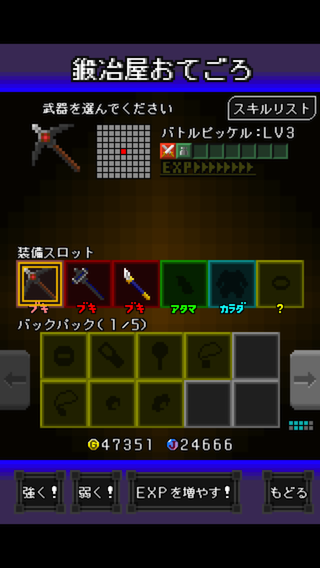 鍛冶屋おてごろ
武器を選んでください
スキルリスト
バトルピッケル:LV3
EXP
装備スロット
ブキ ブキ ブキ アタマ カラダ ?
バックパック(1/5)
G47351 24666
強く! 弱く! EXPを増やす! もどる